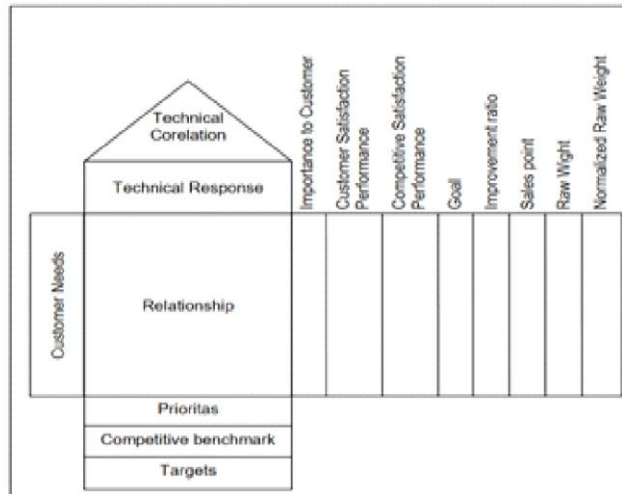 Technical
Corelation
Technical Response
Importance to Customer
Customer Satisfaction
Performance
Competitive Satisfaction
Performance
Goal
Improvement ratio
Sales point
Raw Wight
Normalized Raw Weight
Customer Needs
Relationship
Prioritas
Competitive benchmark
Targets